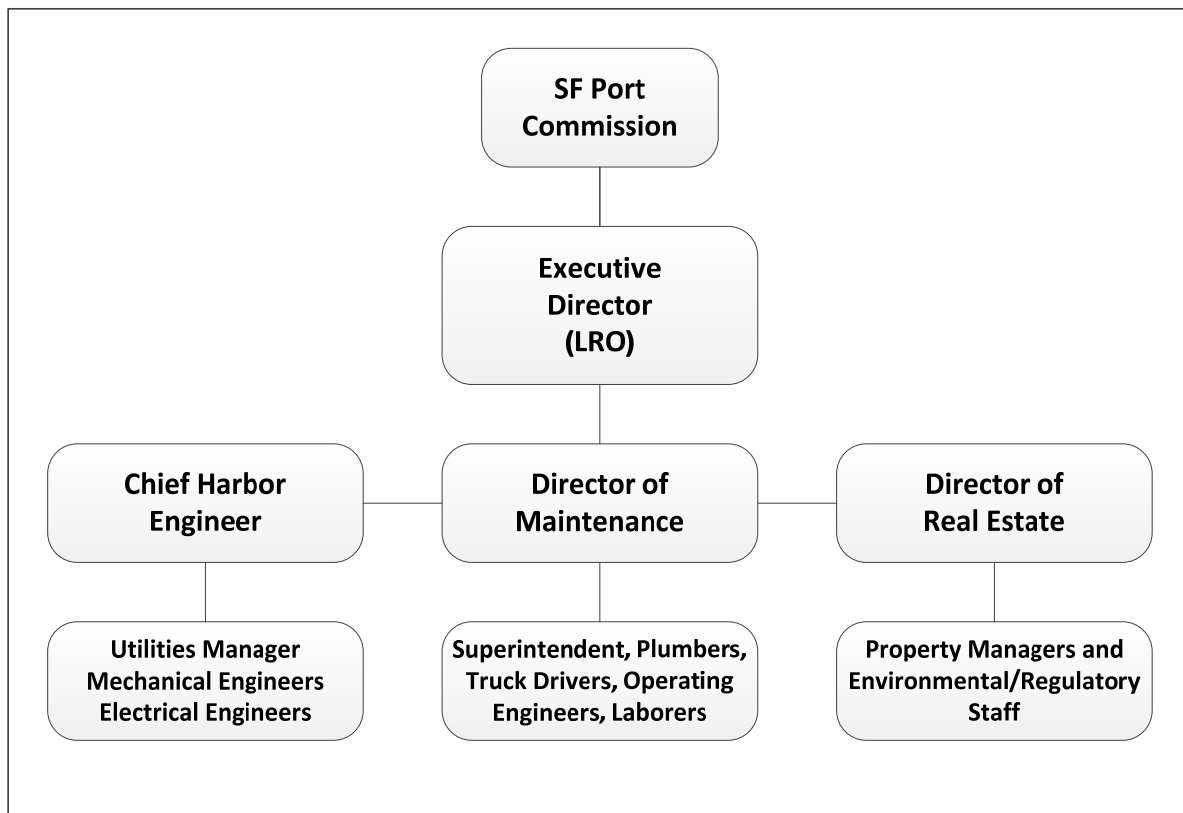 SF Port
Commission
Executive
Director
(LRO)
Chief Harbor
Engineer
Director of
Maintenance
Director of
Real Estate
Utilities Manager
Mechanical Engineers
Electrical Engineers
Superintendent, Plumbers,
Truck Drivers, Operating
Engineers, Laborers
Property Managers and
Environmental/Regulatory
Staff